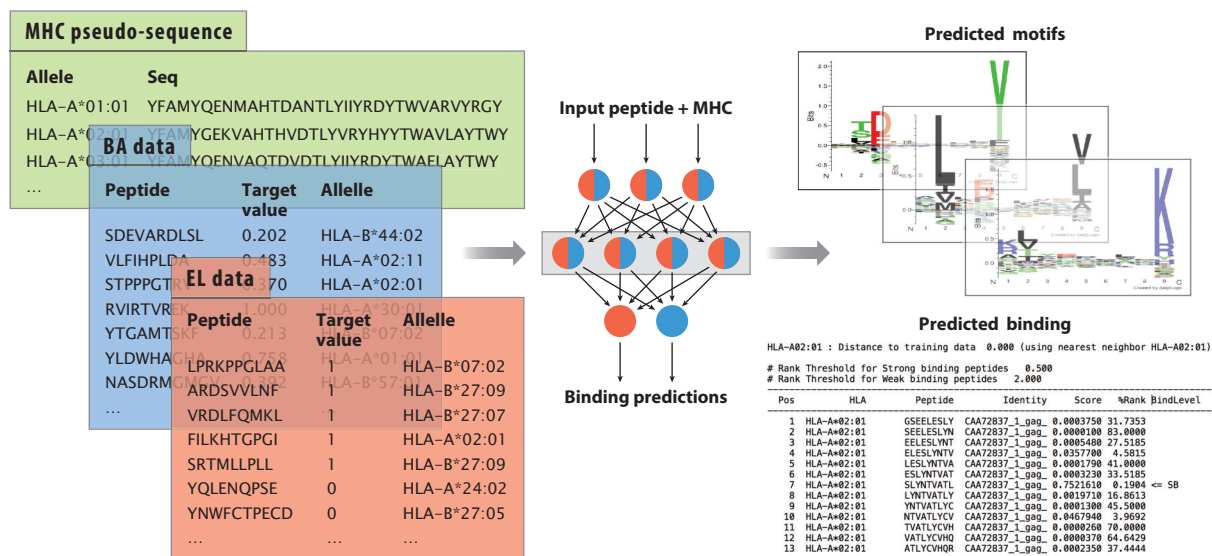 MHC pseudo-sequence
Allele Seq
HLA-A*01:01 YFAMYQENMAHTDANTLYIIYRDYTWVARVYRGY
HLA-A*02:01 YFAMYGEKVAHTHVDTLYVRYHYYTWAVLAYTWY
HLA-A*03:01 YFAMYQENVAQTDVDTLYIIYRDYTWAELAYTWY
...
BA data
Peptide Target value Allelle
SDEVARDLSL 0.202 HLA-B*44:02
VLFIHPLDA 0.483 HLA-A*02:11
STPPPGTRV 0.370 HLA-A*02:01
RVIRTVREK 1.000 HLA-A*30:01
YTGAMTSKF 0.213 HLA-B*07:02
YLDWHAGHA 0.758 HLA-A*01:01
NASDRMGMGV 0.392 HLA-B*57:01
...
EL data
Peptide Target value Allelle
LPRKPPGLAA 1 HLA-B*07:02
ARDSVVLNF 1 HLA-B*27:09
VRDLFQMKL 1 HLA-B*27:07
FILKHTGPGI 1 HLA-A*02:01
SRTMLLPLL 1 HLA-B*27:09
YQLENQPSE 0 HLA-A*24:02
YNWFCTPECD 0 HLA-B*27:05
... ... ...
Input peptide + MHC
Binding predictions
Predicted motifs
Bits
Created by Seq2Logo
Predicted binding
HLA-A02:01 : Distance to training data 0.000 (using nearest neighbor HLA-A02:01)
# Rank Threshold for Strong binding peptides 0.500
# Rank Threshold for Weak binding peptides 2.000
Pos HLA Peptide Identity Score %Rank BindLevel
1 HLA-A*02:01 GSEELESLY CAA72837_1_gag_ 0.0003750 31.7353
2 HLA-A*02:01 SEELESLYN CAA72837_1_gag_ 0.0000100 83.0000
3 HLA-A*02:01 EELESLYNT CAA72837_1_gag_ 0.0005480 27.5185
4 HLA-A*02:01 ELESLYNTV CAA72837_1_gag_ 0.0357700 4.5815
5 HLA-A*02:01 LESLYNTVA CAA72837_1_gag_ 0.0001790 41.0000
6 HLA-A*02:01 ESLYNTVAT CAA72837_1_gag_ 0.0003230 33.5185
7 HLA-A*02:01 SLYNTVATL CAA72837_1_gag_ 0.7521610 0.1904 <= SB
8 HLA-A*02:01 LYNTVATLY CAA72837_1_gag_ 0.0019710 16.8613
9 HLA-A*02:01 YNTVATLYC CAA72837_1_gag_ 0.0001300 45.5000
10 HLA-A*02:01 NTVATLYCV CAA72837_1_gag_ 0.0467940 3.9692
11 HLA-A*02:01 TVATLYCVH CAA72837_1_gag_ 0.0000260 70.0000
12 HLA-A*02:01 VATLYCVHQ CAA72837_1_gag_ 0.0000370 64.6429
13 HLA-A*02:01 ATLYCVHQR CAA72837_1_gag_ 0.0002350 37.4444